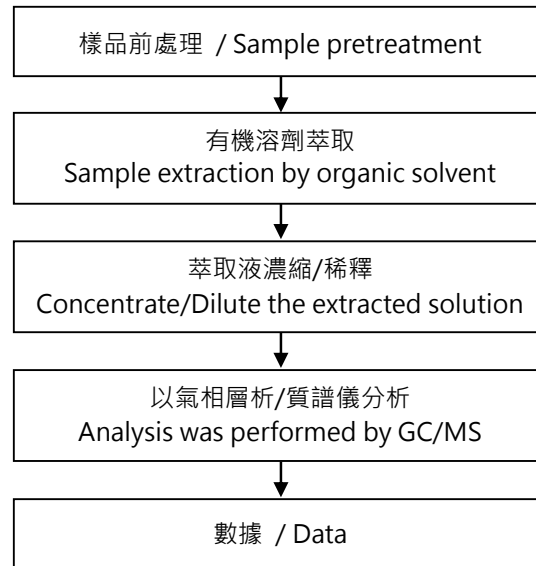 樣品前處理 / Sample pretreatment
有機溶劑萃取
Sample extraction by organic solvent
萃取液濃縮/稀釋
Concentrate/Dilute the extracted solution
以氣相層析/質譜儀分析
Analysis was performed by GC/MS
數據 / Data